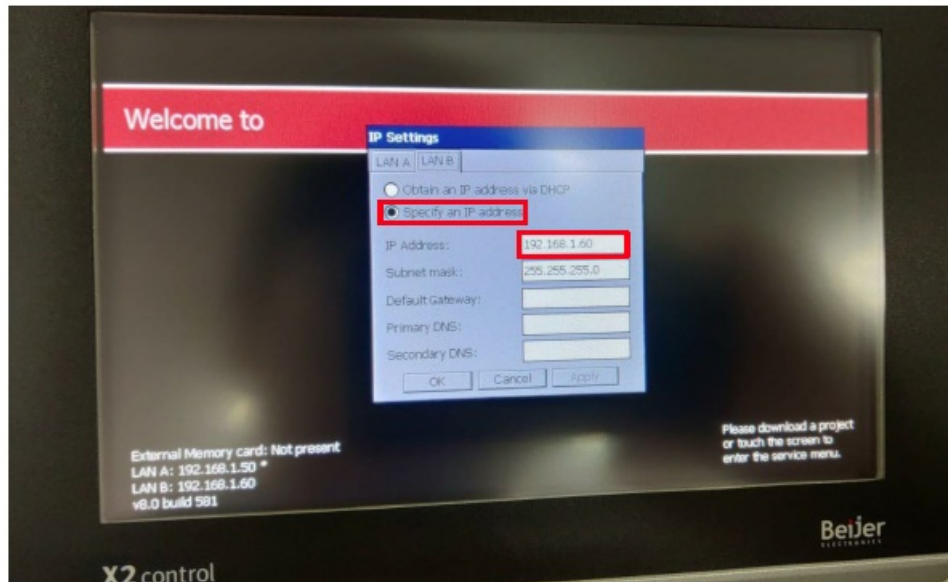 Welcome to
IP Settings
LAN A LAN B
Obtain an IP address via DHCP
Specify an IP address
IP Address: 192.168.1.60
Subnet mask: 255.255.255.0
Default Gateway:
Primary DNS:
Secondary DNS:
OK Cancel Apply
External Memory card: Not present
LAN A: 192.168.1.50 *
LAN B: 192.168.1.60
v8.0 build 581
Please download a project
or touch the screen to
enter the service menu.
Beijer
ELECTRONICS
X2 control